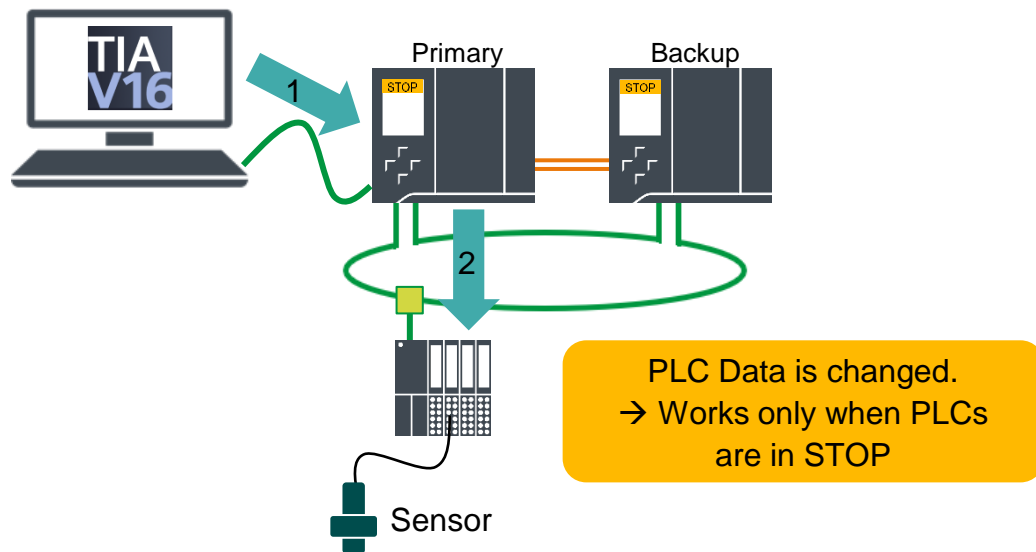 TIA
V16
1
Primary
Backup
STOP
STOP
2
PLC Data is changed.
→ Works only when PLCs
are in STOP
Sensor